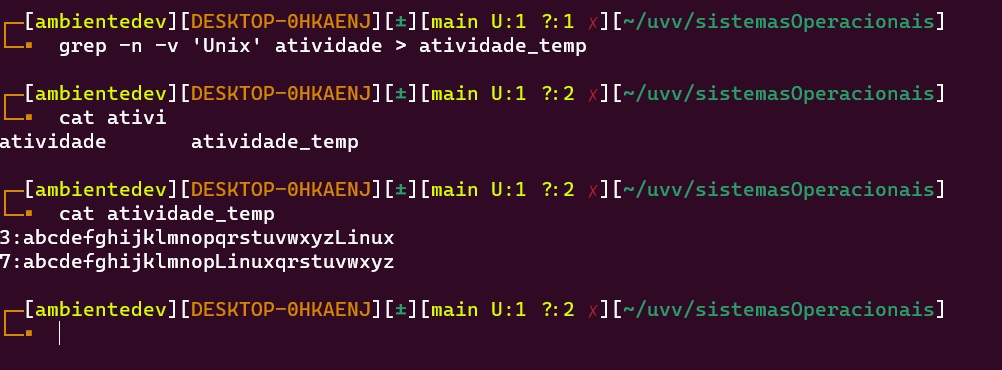 [ambientedev][DESKTOP-0HKAENJ][±][main U:1 ?:1 ✗][~/uvv/sistemasOperacionais]
grep -n -v 'Unix' atividade > atividade_temp
[ambientedev][DESKTOP-0HKAENJ][±][main U:1 ?:2 ✗][~/uvv/sistemasOperacionais]
cat ativi
atividade       atividade_temp
[ambientedev][DESKTOP-0HKAENJ][±][main U:1 ?:2 ✗][~/uvv/sistemasOperacionais]
cat atividade_temp
3:abcdefghijklmnopqrstuvwxyzLinux
7:abcdefghijklmnopLinuxqrstuvwxyz
[ambientedev][DESKTOP-0HKAENJ][±][main U:1 ?:2 ✗][~/uvv/sistemasOperacionais]